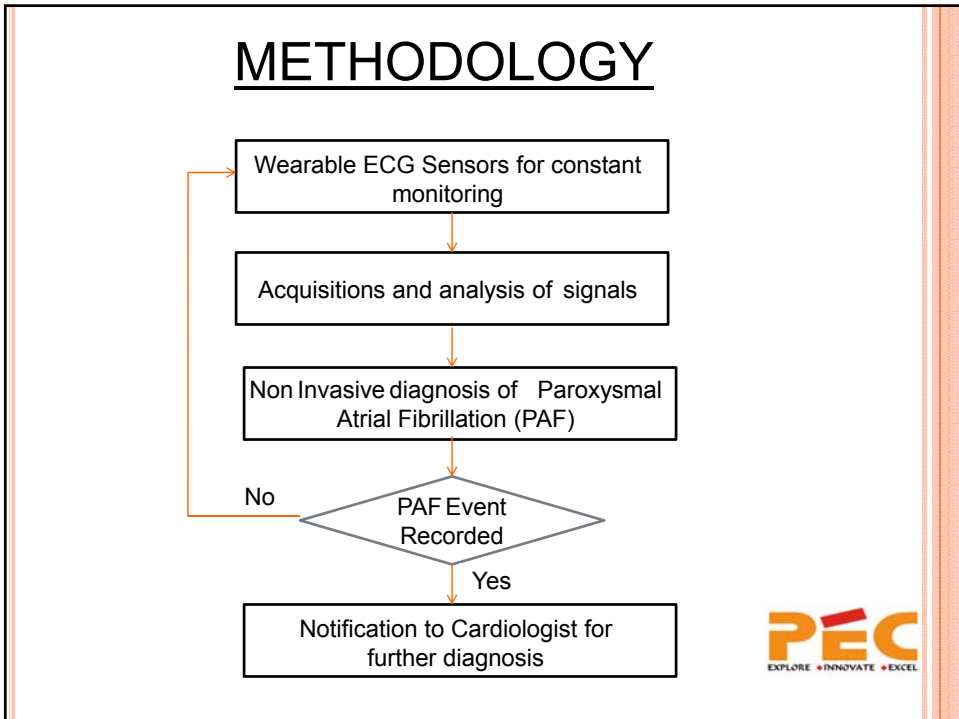 METHODOLOGY
Wearable ECG Sensors for constant
monitoring
Acquisitions and analysis of signals
Non Invasive diagnosis of Paroxysmal
Atrial Fibrillation (PAF)
No
PAF Event
Recorded
Yes
Notification to Cardiologist for
further diagnosis
PEC
EXPLORE •INNOVATE •EXCEL